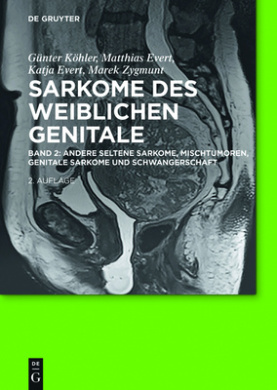 DE GRUYTER
Günter Köhler, Matthias Evert,
Katja Evert, Marek Zygmunt
SARKOME DES
WEIBLICHEN
GENITALE
BAND 2: ANDERE SELTENE SARKOME, MISCHTUMOREN,
GENITALE SARKOME UND SCHWANGERSCHAFT
2. AUFLAGE
DE
G